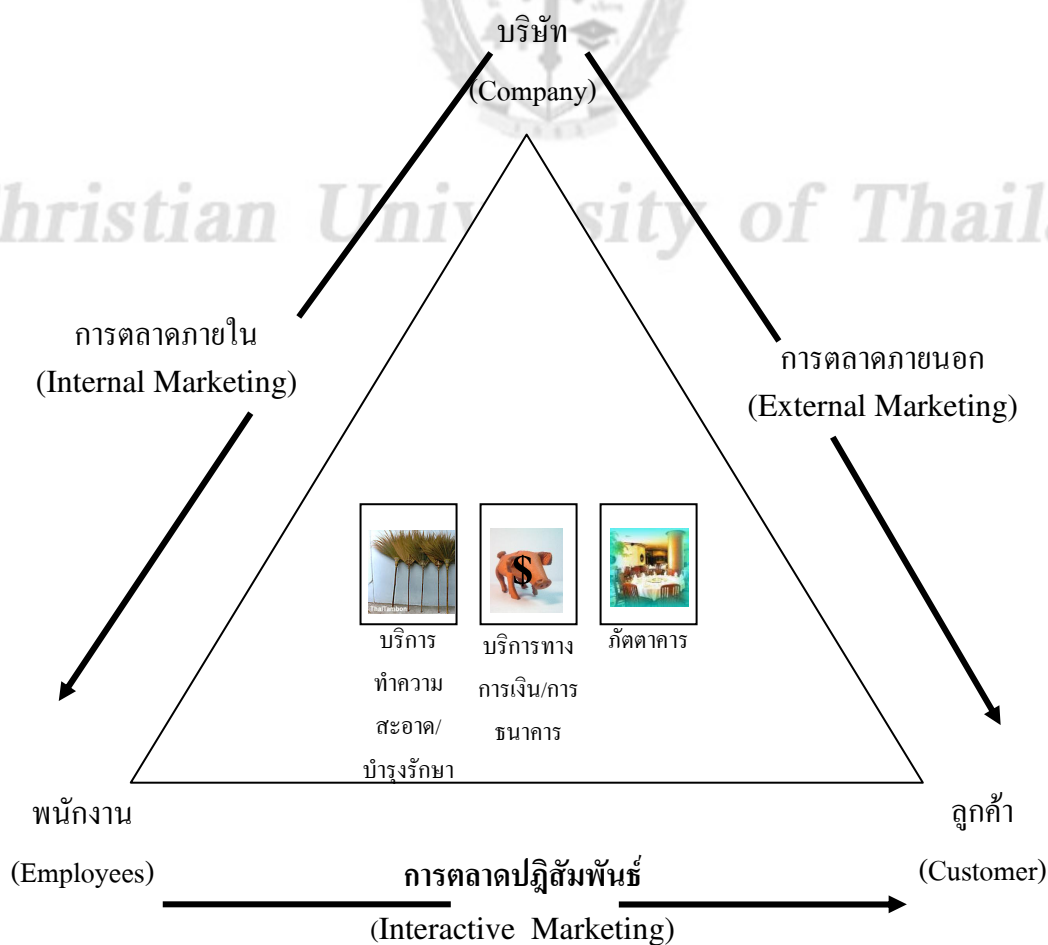 บริษัท
(Company)
Christian University of Thailand
การตลาดภายใน
(Internal Marketing)
การตลาดภายนอก
(External Marketing)
ThaiTambon
$
บริการ
ทำความ
สะอาด/
บำรุงรักษา
บริการทาง
การเงิน/การ
ธนาคาร
ภัตตาคาร
พนักงาน
(Employees)
ลูกค้า
(Customer)
การตลาดปฎิสัมพันธ์
(Interactive Marketing)